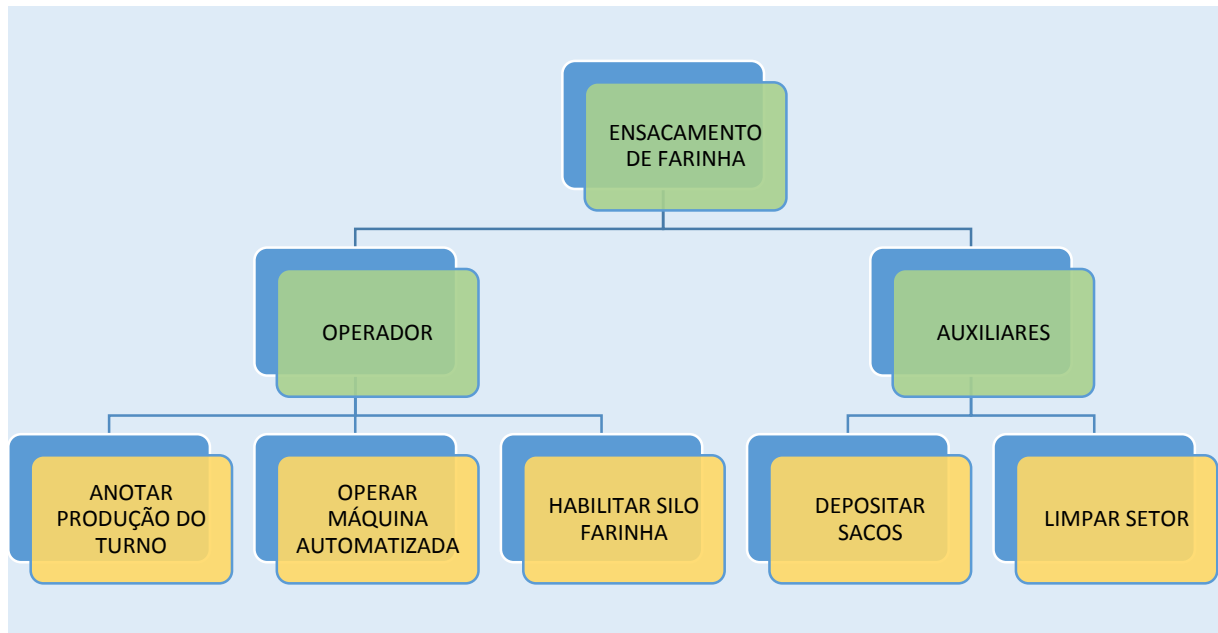 ENSACAMENTO
DE FARINHA
OPERADOR
AUXILIARES
ANOTAR
PRODUÇÃO DO
TURNO
OPERAR
MÁQUINA
AUTOMATIZADA
HABILITAR SILO
FARINHA
DEPOSITAR
SACOS
LIMPAR SETOR